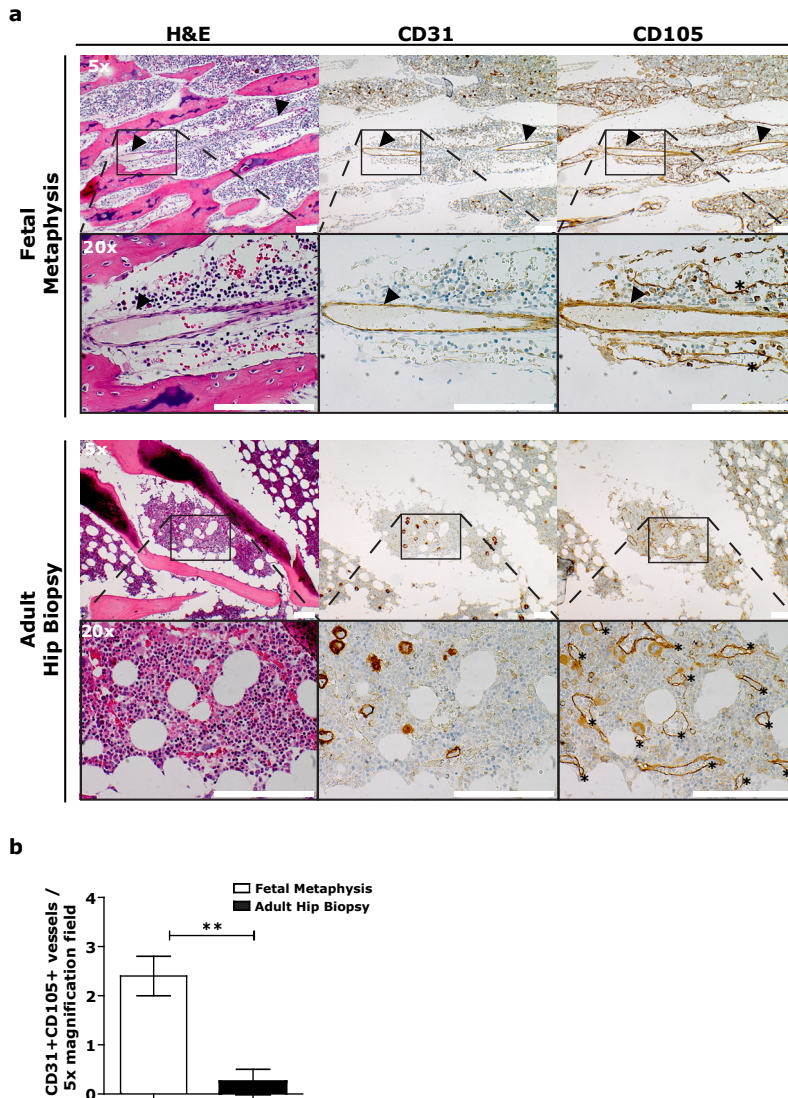 a
H&E CD31 CD105
Fetal
Metaphysis
5x
20x
*
*
Adult
Hip Biopsy
5x
20x
* * * * * * * * * * * * * *
b
CD31+CD105+ vessels /
5x magnification field
Fetal Metaphysis
Adult Hip Biopsy
**
4
3
2
1
0